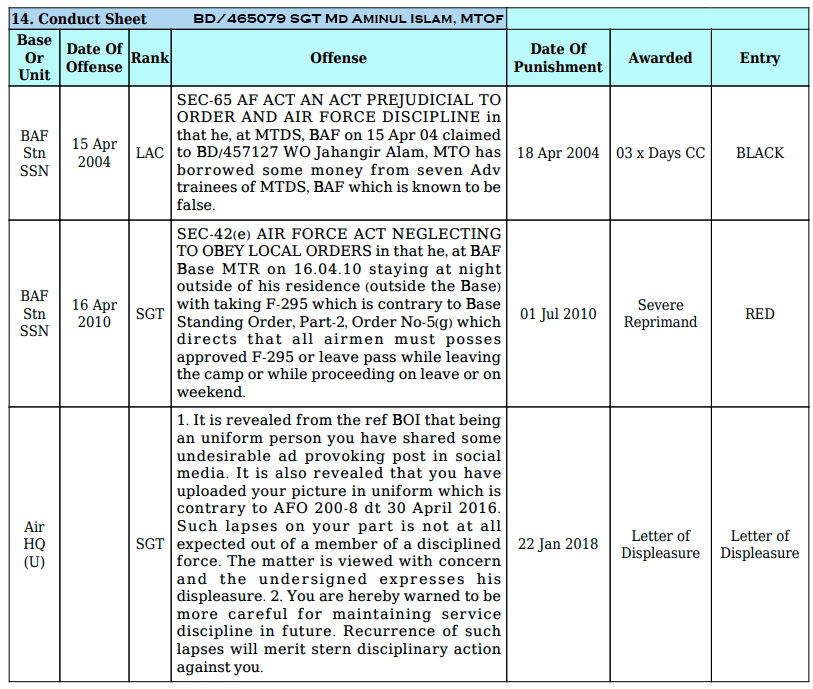 14. Conduct Sheet BD/465079 SGT MD AMINUL ISLAM, MTOF
Base Or Unit
Date Of Offense
Rank
Offense
Date Of Punishment
Awarded
Entry
BAF Stn SSN
15 Apr 2004
LAC
SEC-65 AF ACT AN ACT PREJUDICIAL TO
ORDER AND AIR FORCE DISCIPLINE in
that he, at MTDS, BAF on 15 Apr 04 claimed
to BD/457127 WO Jahangir Alam, MTO has
borrowed some money from seven Adv
trainees of MTDS, BAF which is known to be
false.
18 Apr 2004
03 x Days CC
BLACK
BAF Stn SSN
16 Apr 2010
SGT
SEC-42(e) AIR FORCE ACT NEGLECTING
TO OBEY LOCAL ORDERS in that he, at BAF
Base MTR on 16.04.10 staying at night
outside of his residence (outside the Base)
with taking F-295 which is contrary to Base
Standing Order, Part-2, Order No-5(g) which
directs that all airmen must posses
approved F-295 or leave pass while leaving
the camp or while proceeding on leave or on
weekend.
01 Jul 2010
Severe Reprimand
RED
Air HQ (U)
SGT
1. It is revealed from the ref BOI that being
an uniform person you have shared some
undesirable ad provoking post in social
media. It is also revealed that you have
uploaded your picture in uniform which is
contrary to AFO 200-8 dt 30 April 2016.
Such lapses on your part is not at all
expected out of a member of a disciplined
force. The matter is viewed with concern
and the undersigned expresses his
displeasure. 2. You are hereby warned to be
more careful for maintaining service
discipline in future. Recurrence of such
lapses will merit stern disciplinary action
against you.
22 Jan 2018
Letter of Displeasure
Letter of Displeasure